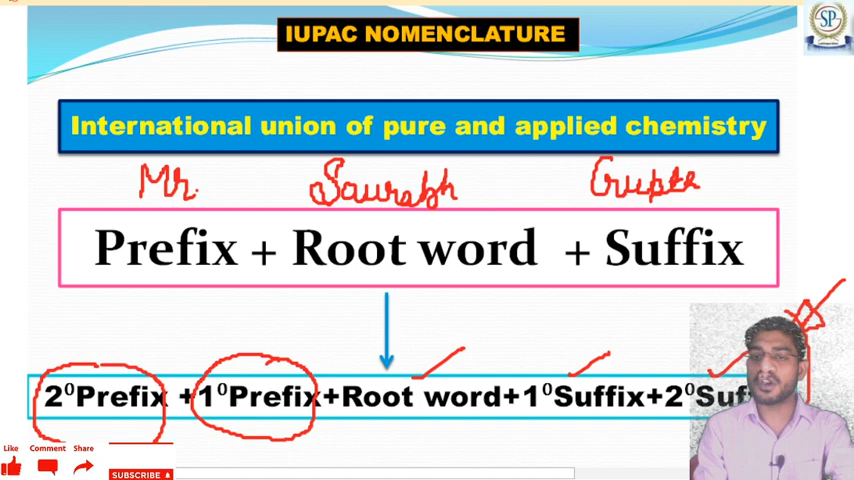 IUPAC NOMENCLATURE
SP
International union of pure and applied chemistry
Mr. Saurabh Gupta
Prefix + Root word + Suffix
2⁰Prefix +1⁰Prefix+Root word+1⁰Suffix+2⁰Suf
Like Comment Share
SUBSCRIBE